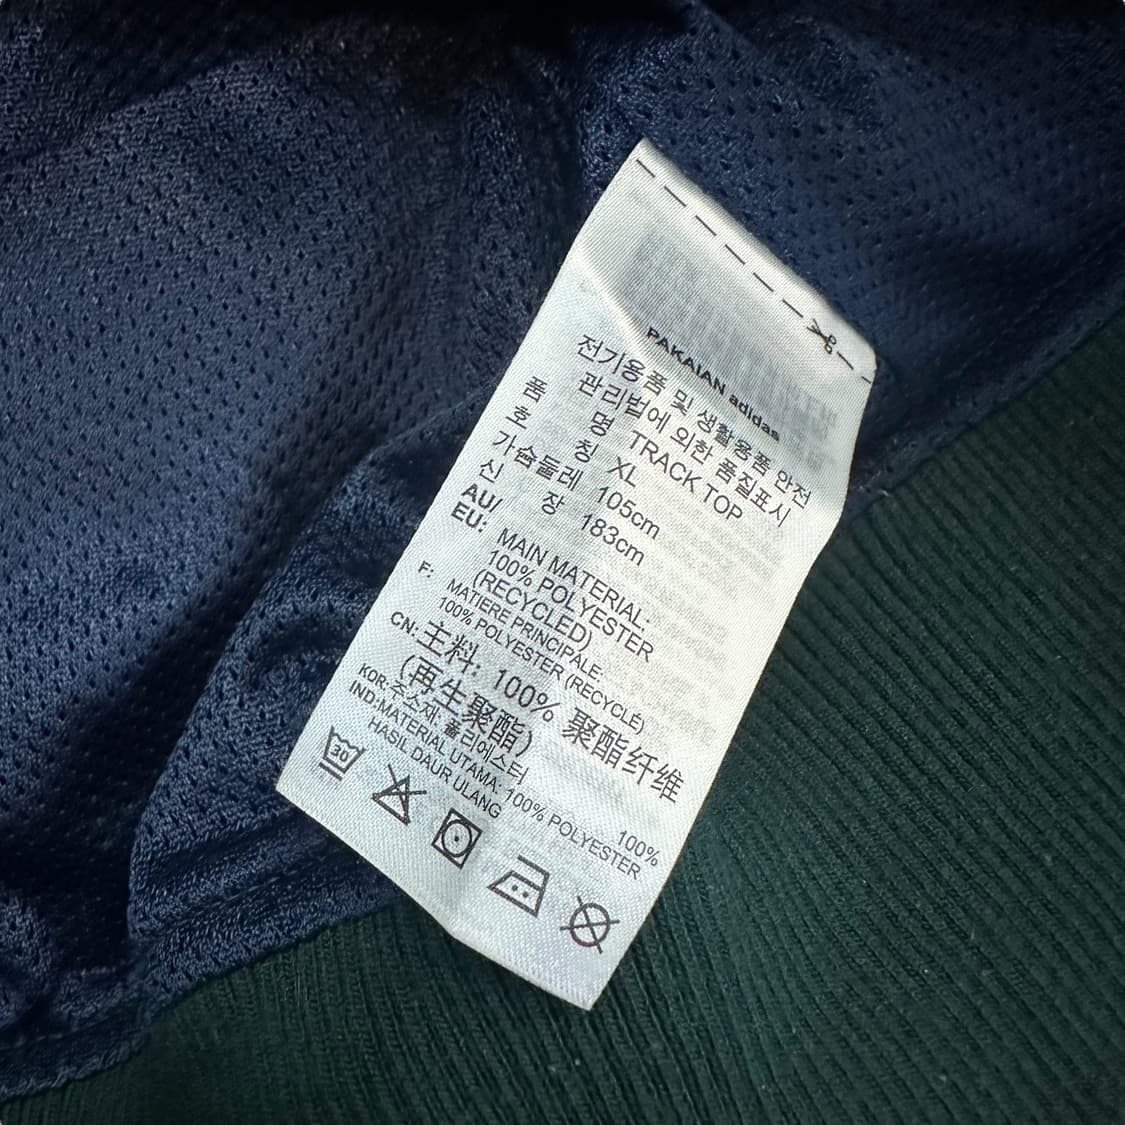 PAKAIAN adidas
전기용품 및 생활용품 안전
관리법에 의한 품질표시
품 명 TRACK TOP
호 칭 XL
가슴둘레 105cm
신 장 183cm
AU/
EU: MAIN MATERIAL:
100% POLYESTER
(RECYCLED)
F: MATIERE PRINCIPALE:
100% POLYESTER (RECYCLÉ)
CN: 主料: 100% 聚酯纤维
(再生聚酯)
KOR: 주소재: 폴리에스터 100%
IND: MATERIAL UTAMA: 100% POLYESTER
HASIL DAUR ULANG
30